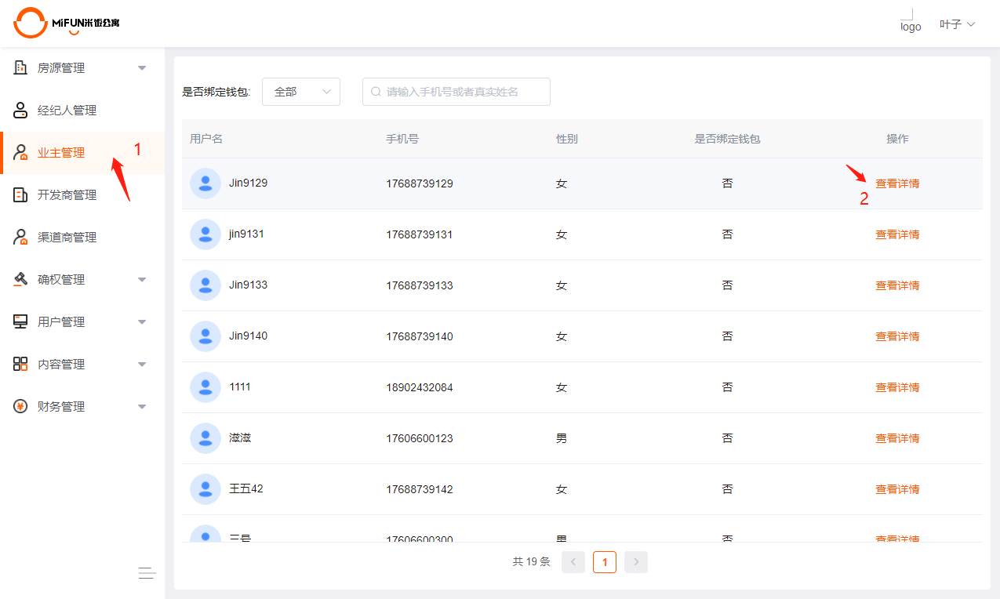 MiFUN米饭公寓
logo 叶子
房源管理
经纪人管理
业主管理 1
开发商管理
渠道商管理
确权管理
用户管理
内容管理
财务管理
是否绑定钱包: 全部 请输入手机号或者真实姓名
用户名 手机号 性别 是否绑定钱包 操作
Jin9129 17688739129 女 否 查看详情
2
jin9131 17688739131 女 否 查看详情
Jin9133 17688739133 女 否 查看详情
Jin9140 17688739140 女 否 查看详情
1111 18902432084 女 否 查看详情
滋滋 17606600123 男 否 查看详情
王五42 17688739142 女 否 查看详情
三号 17606600300 男 否 查看详情
共 19 条 1